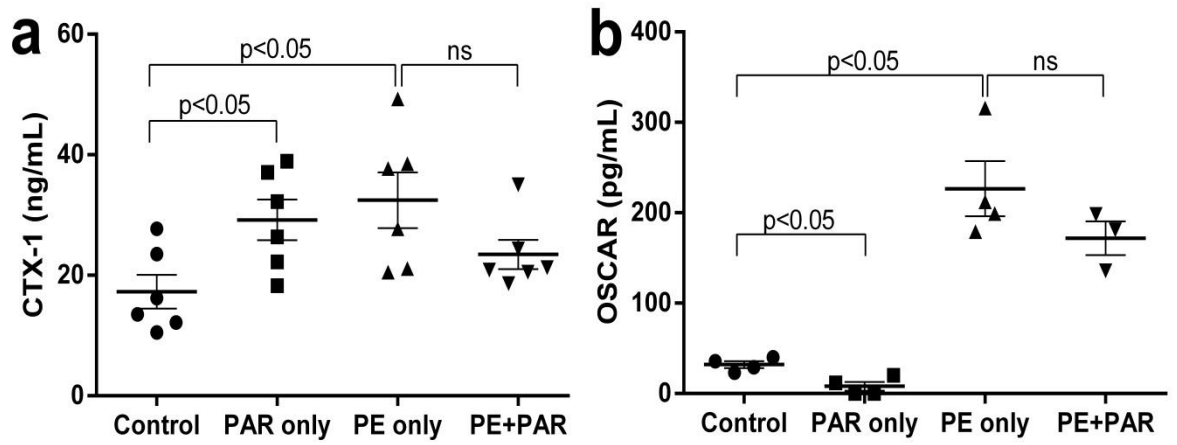 a
CTX-1 (ng/mL)
60
40
20
0
p<0.05
ns
p<0.05
Control PAR only PE only PE+PAR
b
OSCAR (pg/mL)
400
300
200
100
0
p<0.05
ns
p<0.05
Control PAR only PE only PE+PAR